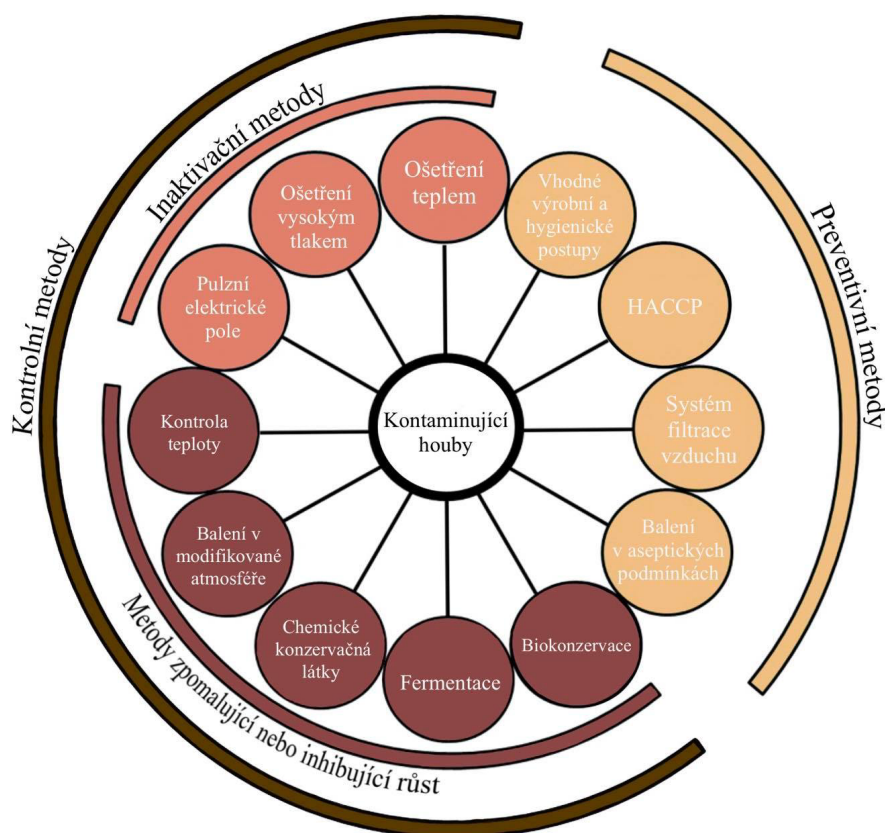 Kontrolní metody
Inaktivační metody
Preventivní metody
Metody zpomalující nebo inhibující růst
Ošetření
teplem
Vhodné
výrobní a
hygienické
postupy
HACCP
Systém
filtrace
vzduchu
Balení
v aseptických
podmínkách
Biokonzervace
Fermentace
Chemické
konzervačná
látky
Balení v
modifikované
atmosféře
Kontrola
teploty
Pulzní
elektrické
pole
Ošetření
vysokým
tlakem
Kontaminující
houby